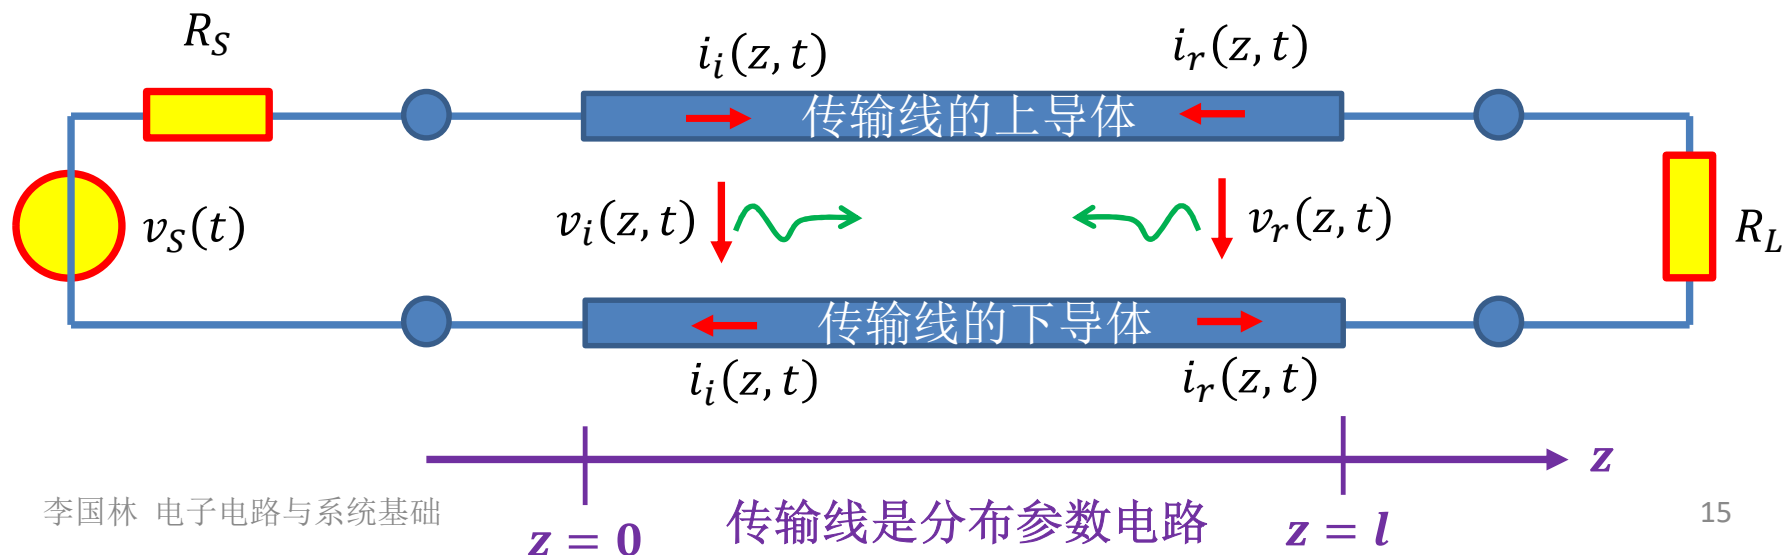 R_S
i_i(z, t)
i_r(z, t)
传输线的上导体
v_S(t)
v_i(z, t)
v_r(z, t)
R_L
传输线的下导体
i_i(z, t)
i_r(z, t)
z
李国林 电子电路与系统基础
z = 0
传输线是分布参数电路
z = l
15